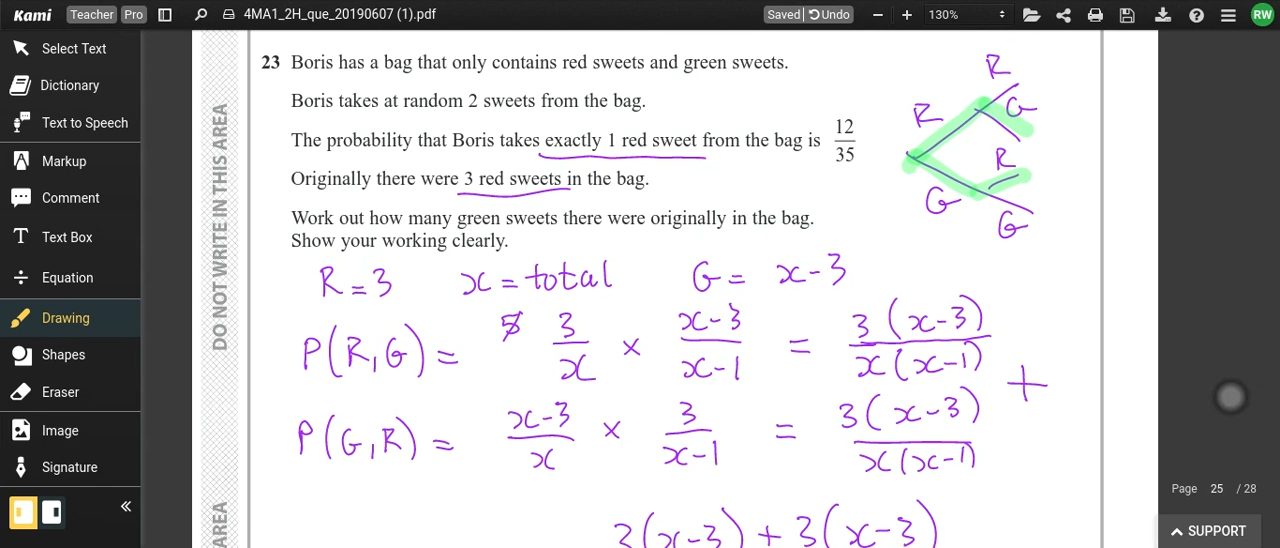 Kami Teacher Pro 4MA1_2H_que_20190607 (1).pdf Saved Undo 130% RW
Select Text
Dictionary
Text to Speech
Markup
Comment
Text Box
Equation
Drawing
Shapes
Eraser
Image
Signature
DO NOT WRITE IN THIS AREA
AREA
23 Boris has a bag that only contains red sweets and green sweets.
Boris takes at random 2 sweets from the bag.
The probability that Boris takes exactly 1 red sweet from the bag is 12/35
Originally there were 3 red sweets in the bag.
Work out how many green sweets there were originally in the bag.
Show your working clearly.
R
R
G
R
G
G
R = 3 x = total G = x-3
P(R,G) = 3/x × x-3/x-1 = 3(x-3)/x(x-1) +
P(G,R) = x-3/x × 3/x-1 = 3(x-3)/x(x-1)
3(x-3) + 3(x-3)
Page 25 / 28
SUPPORT